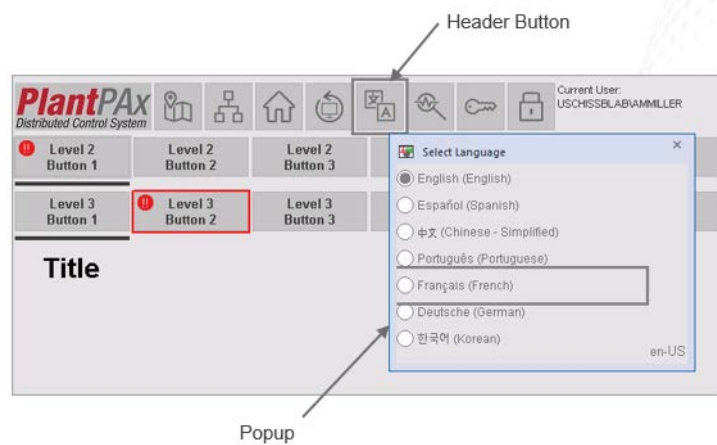 Header Button
PlantPAx
Distributed Control System
文 A
Current User:
USCHISSBLAB\AMMILLER
!! Level 2
Button 1
Level 2
Button 2
Level 2
Button 3
!! Level 3
Button 2
Level 3
Button 1
Level 3
Button 3
Title
Select Language
×
English (English)
Español (Spanish)
中文 (Chinese - Simplified)
Português (Portuguese)
Français (French)
Deutsche (German)
한국어 (Korean)
en-US
Popup